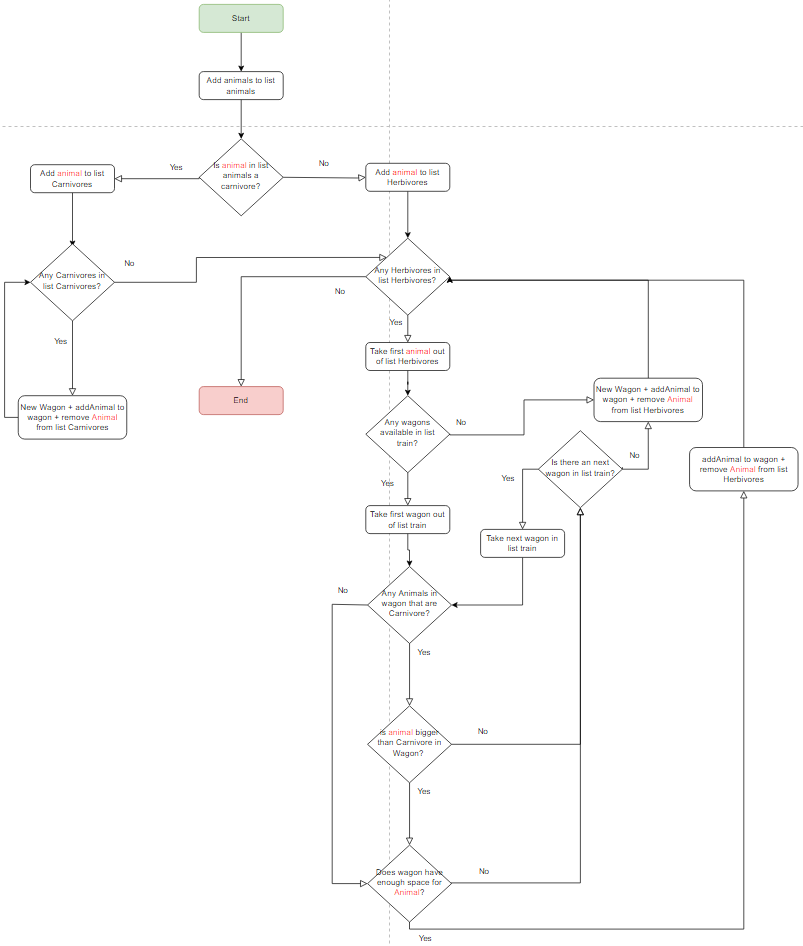 Start
Add animals to list
animals
Is animal in list
animals a
carnivore?
Yes
No
Add animal to list
Carnivores
Add animal to list
Herbivores
Any Carnivores in
list Carnivores?
No
Any Herbivores in
list Herbivores?
No
Yes
Yes
Take first animal out
of list Herbivores
New Wagon + addAnimal to
wagon + remove Animal
from list Carnivores
End
New Wagon + addAnimal to
wagon + remove Animal
from list Herbivores
Any wagons
available in list
train?
No
Yes
Is there an next
wagon in list train?
No
Yes
addAnimal to wagon +
remove Animal from list
Herbivores
Take first wagon out
of list train
Take next wagon in
list train
Any Animals in
wagon that are
Carnivore?
No
Yes
Is animal bigger
than Carnivore in
Wagon?
No
Yes
Does wagon have
enough space for
Animal?
No
Yes